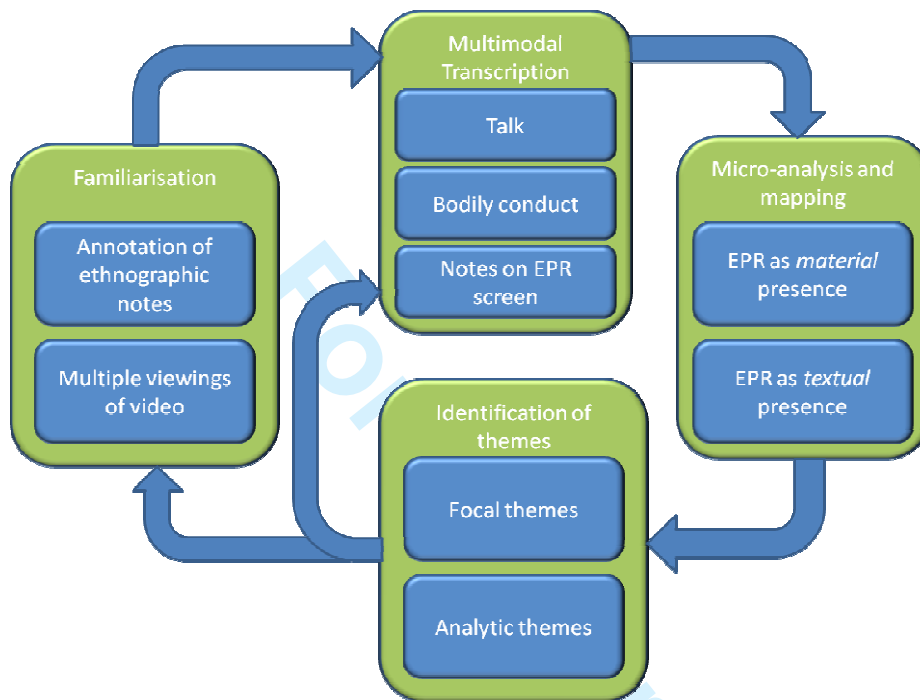 Familiarisation
Annotation of
ethnographic
notes
Multiple viewings
of video
Multimodal
Transcription
Talk
Bodily conduct
Notes on EPR
screen
Micro-analysis and
mapping
EPR as material
presence
EPR as textual
presence
Identification of
themes
Focal themes
Analytic themes
For